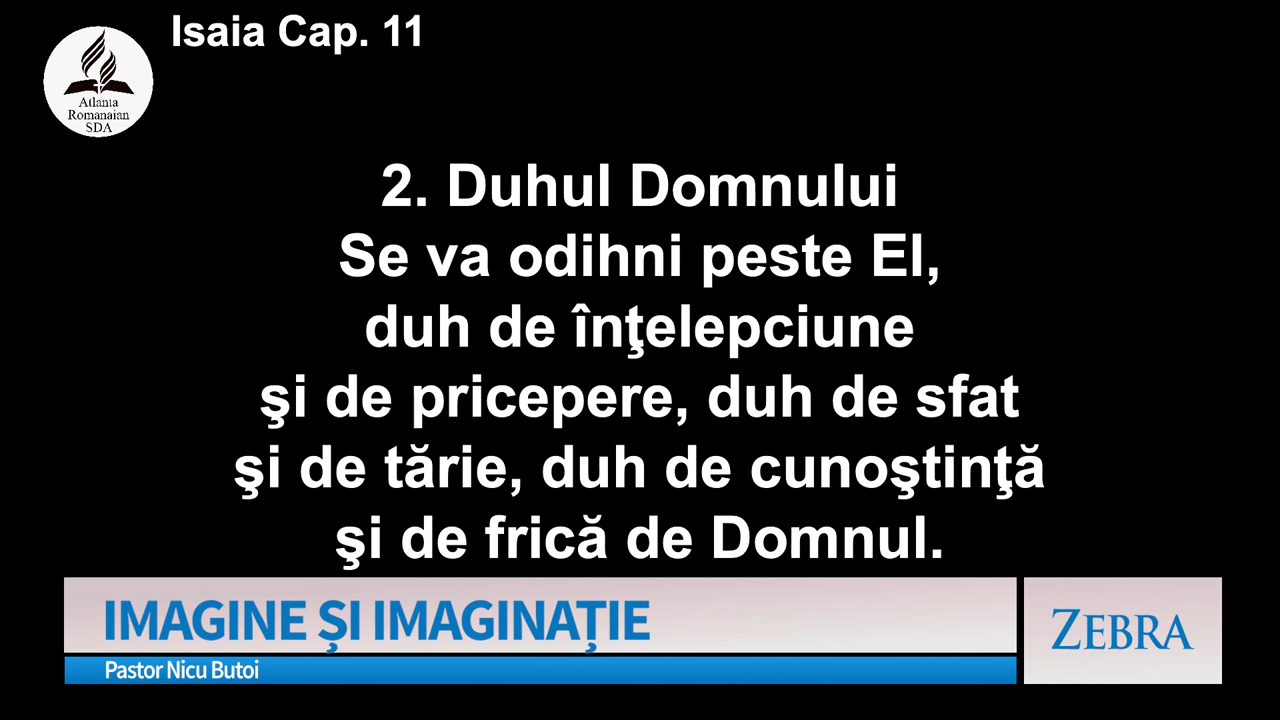 Isaia Cap. 11
Atlanta
Romanaian
SDA
2. Duhul Domnului
Se va odihni peste El,
duh de înţelepciune
şi de pricepere, duh de sfat
şi de tărie, duh de cunoştinţă
şi de frică de Domnul.
IMAGINE ȘI IMAGINAȚIE
Pastor Nicu Butoi
ZEBRA